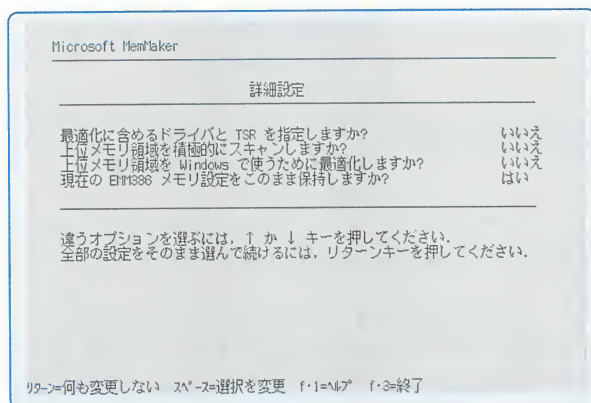 Microsoft MemMaker
詳細設定
最適化に含めるドライバと TSR を指定しますか? いいえ
上位メモリ領域を積極的にスキャンしますか? いいえ
上位メモリ領域を Windows で使うために最適化しますか? いいえ
現在の EMM386 メモリ設定をこのまま保持しますか? はい
違うオプションを選ぶには，↑ か ↓ キーを押してください．
全部の設定をそのまま選んで続けるには，リターンキーを押してください．
ﾘﾀｰﾝ=何も変更しない ｽﾍﾟｰｽ=選択を変更 f・1=ﾍﾙﾌﾟ f・3=終了